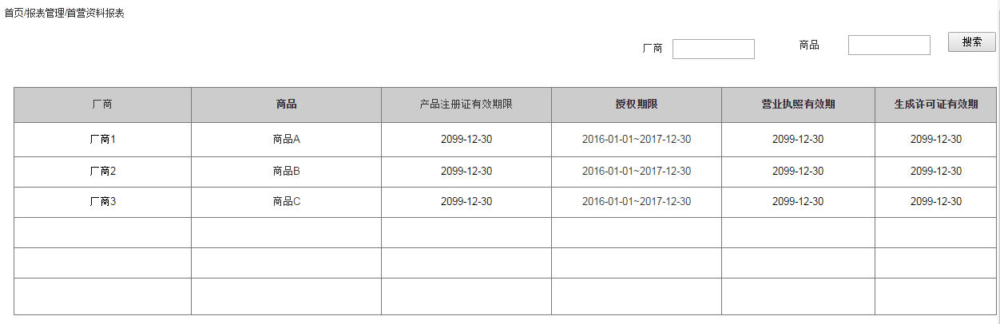 首页/报表管理/首营资料报表
厂商 商品 搜索
厂商 商品 产品注册证有效期限 授权期限 营业执照有效期 生成许可证有效期
厂商1 商品A 2099-12-30 2016-01-01~2017-12-30 2099-12-30 2099-12-30
厂商2 商品B 2099-12-30 2016-01-01~2017-12-30 2099-12-30 2099-12-30
厂商3 商品C 2099-12-30 2016-01-01~2017-12-30 2099-12-30 2099-12-30